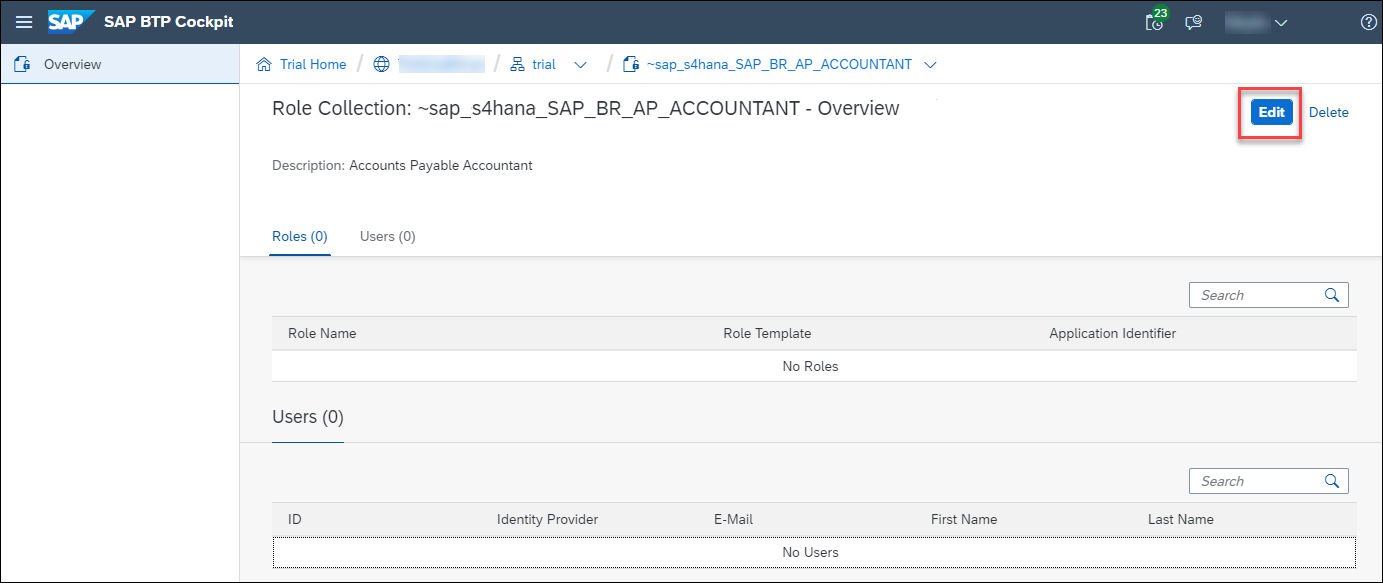 SAP SAP BTP Cockpit 23
Overview
Trial Home / / trial / ~sap_s4hana_SAP_BR_AP_ACCOUNTANT
Role Collection: ~sap_s4hana_SAP_BR_AP_ACCOUNTANT - Overview
Edit Delete
Description: Accounts Payable Accountant
Roles (0) Users (0)
Search
Role Name Role Template Application Identifier
No Roles
Users (0)
Search
ID Identity Provider E-Mail First Name Last Name
No Users